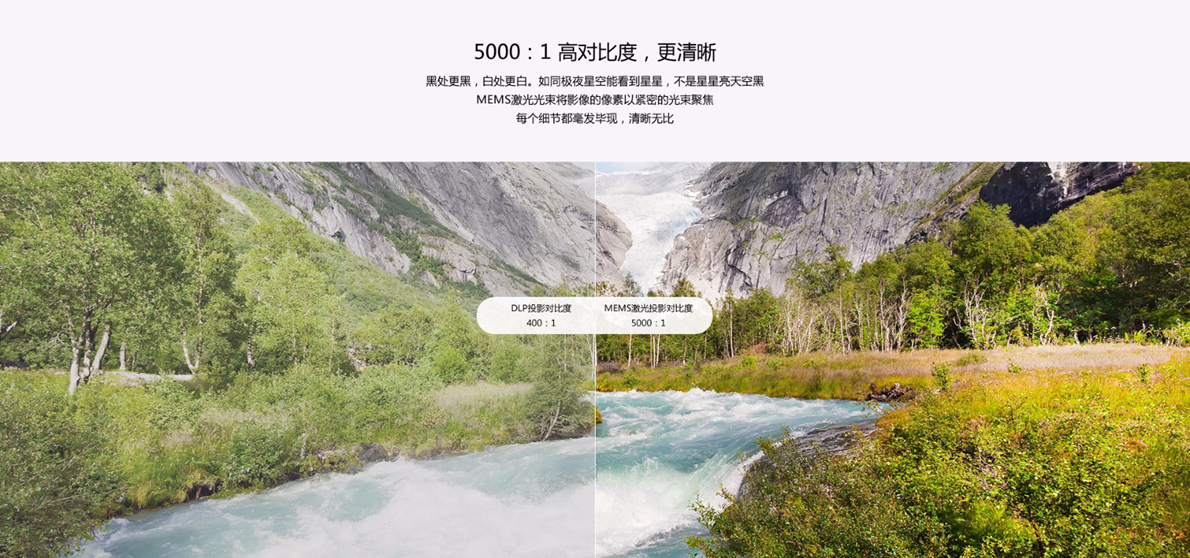 5000：1 高对比度，更清晰
黑处更黑，白处更白。如同极夜星空能看到星星，不是星星亮天空黑
MEMS激光光束将影像的像素以紧密的光束聚焦
每个细节都毫发毕现，清晰无比
DLP投影对比度
400：1
MEMS激光投影对比度
5000：1